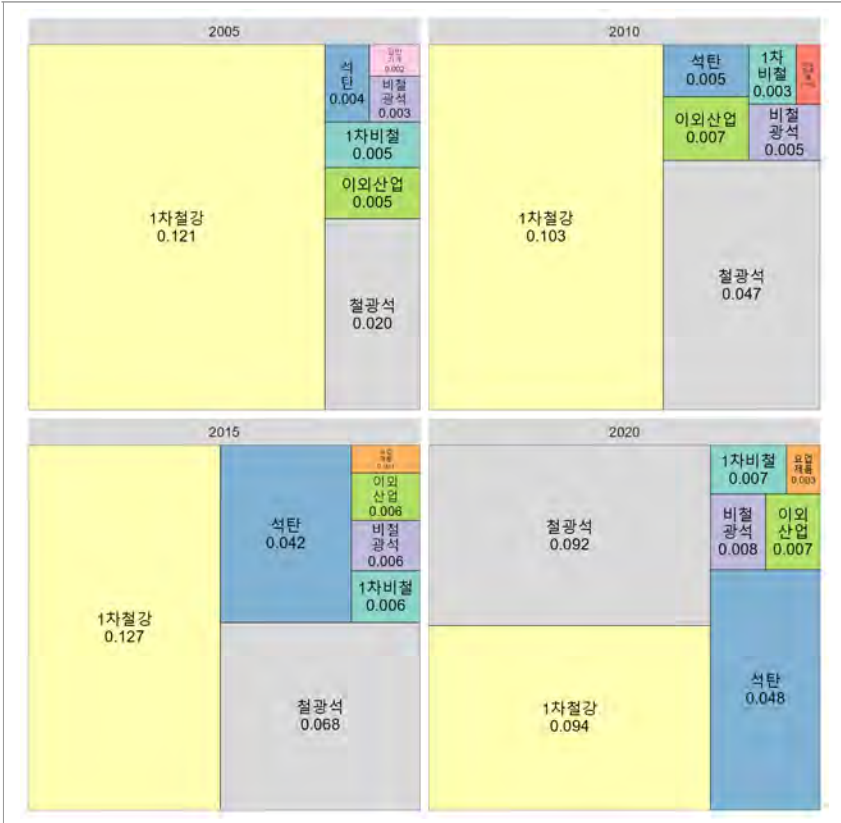 2005
석
탄
0.004
0.002
비철
광석
0.003
1차비철
0.005
이외산업
0.005
1차철강
0.121
철광석
0.020
2010
석탄
0.005
1차
비철
0.003
이외산업
0.007
비철
광석
0.005
1차철강
0.103
철광석
0.047
2015
석탄
0.042
이외
산업
0.006
비철
광석
0.006
1차비철
0.006
1차철강
0.127
철광석
0.068
2020
철광석
0.092
1차비철
0.007
요업
제품
0.003
비철
광석
0.008
이외
산업
0.007
1차철강
0.094
석탄
0.048